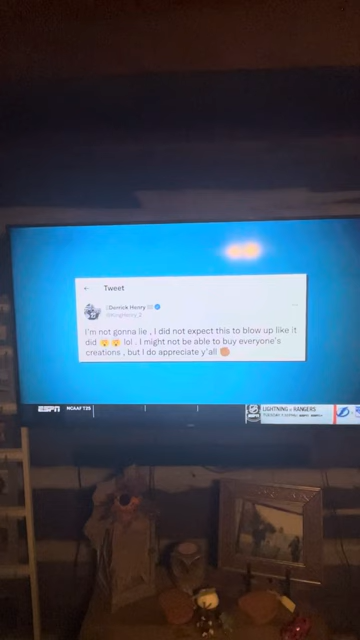 Tweet
Derrick Henry
@KingHenry_2
I'm not gonna lie , I did not expect this to blow up like it
did 😮 😮 lol . I might not be able to buy everyone's
creations , but I do appreciate y'all ✊🏾
ESPN NCAAF T25
LIGHTNING RANGERS